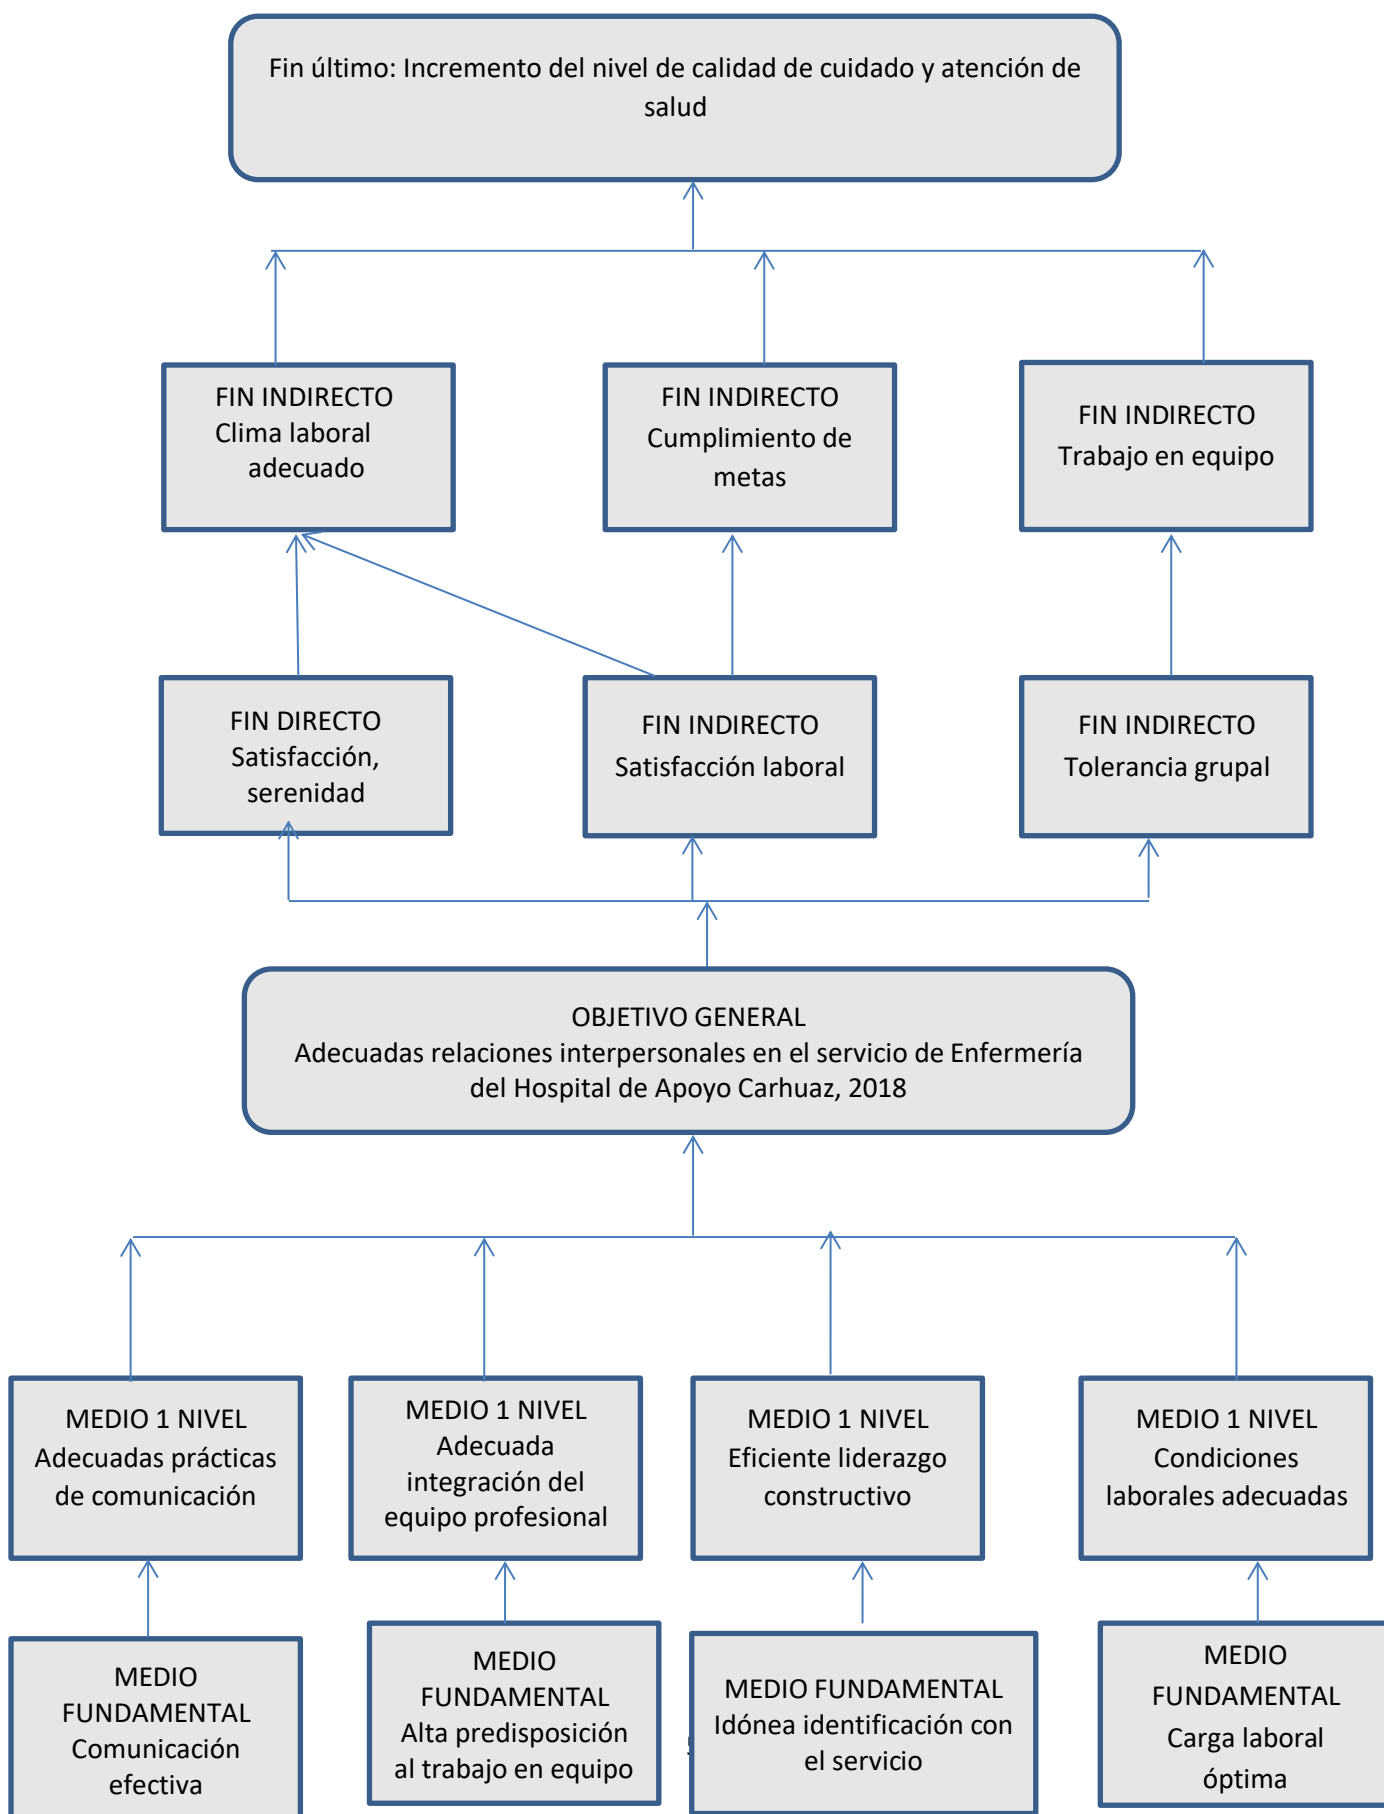 Fin último: Incremento del nivel de calidad de cuidado y atención de
salud
FIN INDIRECTO
Clima laboral
adecuado
FIN INDIRECTO
Cumplimiento de
metas
FIN INDIRECTO
Trabajo en equipo
FIN DIRECTO
Satisfacción,
serenidad
FIN INDIRECTO
Satisfacción laboral
FIN INDIRECTO
Tolerancia grupal
OBJETIVO GENERAL
Adecuadas relaciones interpersonales en el servicio de Enfermería
del Hospital de Apoyo Carhuaz, 2018
MEDIO 1 NIVEL
Adecuadas prácticas
de comunicación
MEDIO 1 NIVEL
Adecuada
integración del
equipo profesional
MEDIO 1 NIVEL
Eficiente liderazgo
constructivo
MEDIO 1 NIVEL
Condiciones
laborales adecuadas
MEDIO
FUNDAMENTAL
Comunicación
efectiva
MEDIO
FUNDAMENTAL
Alta predisposición
al trabajo en equipo
MEDIO FUNDAMENTAL
Idónea identificación con
el servicio
MEDIO
FUNDAMENTAL
Carga laboral
óptima